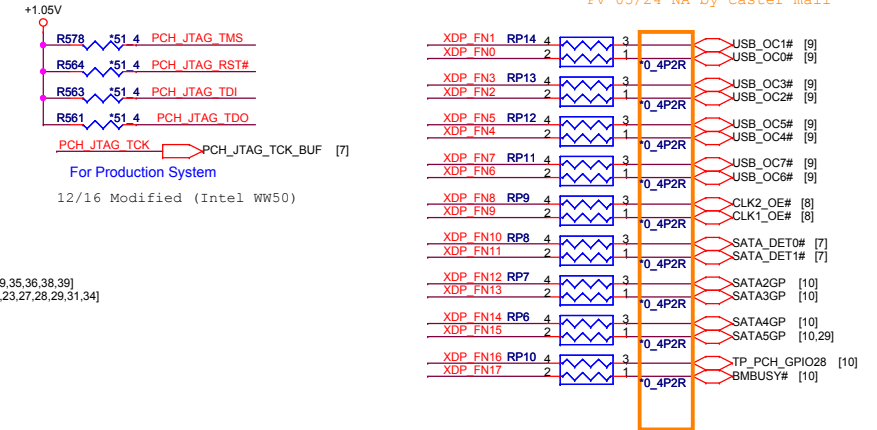 PV 05/24 NA by Caster mail
+1.05V
R578 *51_4 PCH_JTAG_TMS
R564 *51_4 PCH_JTAG_RST#
R563 *51_4 PCH_JTAG_TDI
R561 *51_4 PCH_JTAG_TDO
PCH_JTAG_TCK PCH_JTAG_TCK_BUF [7]
For Production System
12/16 Modified (Intel WW50)
9,35,36,38,39]
,23,27,28,29,31,34]
XDP_FN1 RP14 4 3 USB_OC1# [9]
XDP_FN0 2 1 USB_OC0# [9]
*0_4P2R
XDP_FN3 RP13 4 3 USB_OC3# [9]
XDP_FN2 2 1 USB_OC2# [9]
*0_4P2R
XDP_FN5 RP12 4 3 USB_OC5# [9]
XDP_FN4 2 1 USB_OC4# [9]
*0_4P2R
XDP_FN7 RP11 4 3 USB_OC7# [9]
XDP_FN6 2 1 USB_OC6# [9]
*0_4P2R
XDP_FN8 RP9 4 3 CLK2_OE# [8]
XDP_FN9 2 1 CLK1_OE# [8]
*0_4P2R
XDP_FN10 RP8 4 3 SATA_DET0# [7]
XDP_FN11 2 1 SATA_DET1# [7]
*0_4P2R
XDP_FN12 RP7 4 3 SATA2GP [10]
XDP_FN13 2 1 SATA3GP [10]
*0_4P2R
XDP_FN14 RP6 4 3 SATA4GP [10]
XDP_FN15 2 1 SATA5GP [10,29]
*0_4P2R
XDP_FN16 RP10 4 3 TP_PCH_GPIO28 [10]
XDP_FN17 2 1 BMBUSY# [10]
*0_4P2R